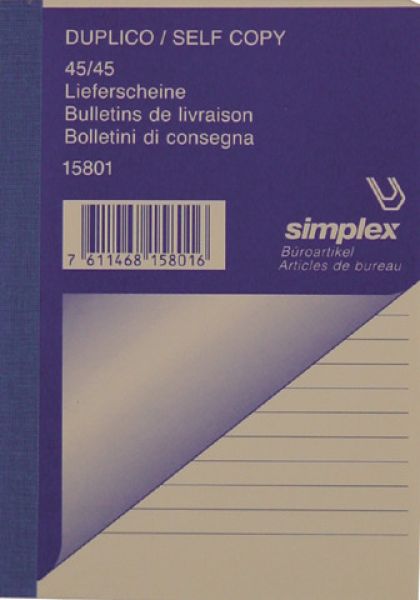 DUPLICO / SELF COPY
45/45
Lieferscheine
Bulletins de livraison
Bolletini di consegna
15801
simplex
Büroartikel
Articles de bureau
7 611468 158016